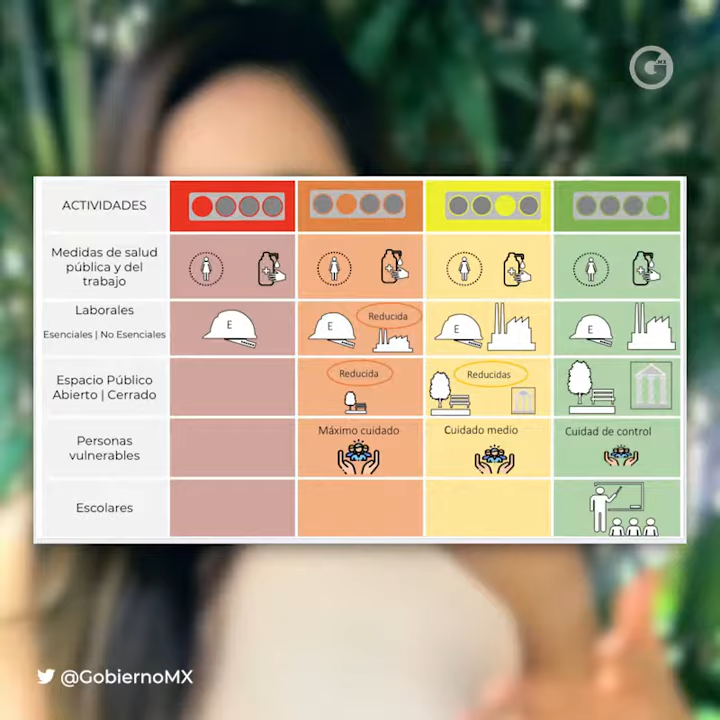 G.MX
ACTIVIDADES
Medidas de salud
pública y del
trabajo
Laborales
Esenciales | No Esenciales
E
E
Reducida
E
E
Espacio Público
Abierto | Cerrado
Reducida
Reducidas
Personas
vulnerables
Máximo cuidado
Cuidado medio
Cuidad de control
Escolares
@GobiernoMX